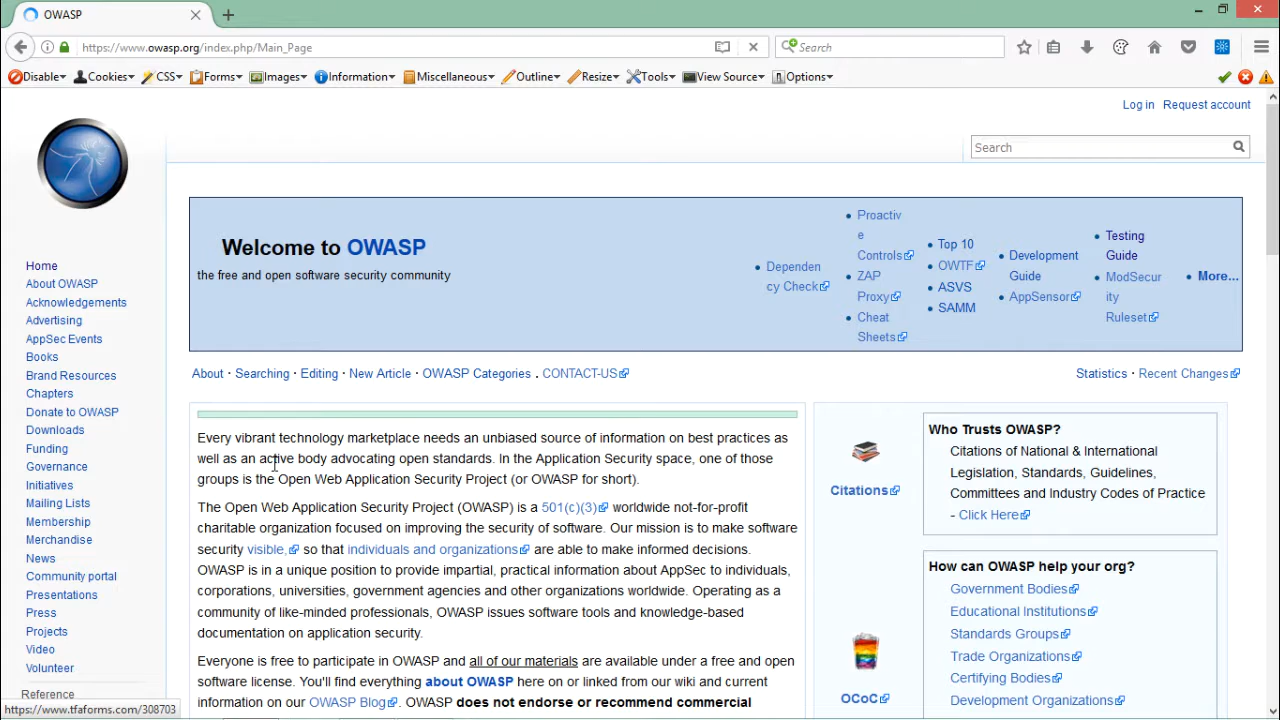 OWASP
https://www.owasp.org/index.php/Main_Page
Search
Disable Cookies CSS Forms Images Information Miscellaneous Outline Resize Tools View Source Options
Log in Request account
Search
Welcome to OWASP
the free and open software security community
Dependen
cy Check
Proactiv
e
Controls
ZAP
Proxy
Cheat
Sheets
Top 10
OWTF
ASVS
SAMM
Development
Guide
AppSensor
Testing
Guide
ModSecur
ity
Ruleset
More...
Home
About OWASP
Acknowledgements
Advertising
AppSec Events
Books
Brand Resources
Chapters
Donate to OWASP
Downloads
Funding
Governance
Initiatives
Mailing Lists
Membership
Merchandise
News
Community portal
Presentations
Press
Projects
Video
Volunteer
Reference
https://www.tfaforms.com/308703
About · Searching · Editing · New Article · OWASP Categories . CONTACT-US
Statistics · Recent Changes
Every vibrant technology marketplace needs an unbiased source of information on best practices as
well as an active body advocating open standards. In the Application Security space, one of those
groups is the Open Web Application Security Project (or OWASP for short).
The Open Web Application Security Project (OWASP) is a 501(c)(3) worldwide not-for-profit
charitable organization focused on improving the security of software. Our mission is to make software
security visible, so that individuals and organizations are able to make informed decisions.
OWASP is in a unique position to provide impartial, practical information about AppSec to individuals,
corporations, universities, government agencies and other organizations worldwide. Operating as a
community of like-minded professionals, OWASP issues software tools and knowledge-based
documentation on application security.
Everyone is free to participate in OWASP and all of our materials are available under a free and open
software license. You'll find everything about OWASP here on or linked from our wiki and current
information on our OWASP Blog. OWASP does not endorse or recommend commercial
Citations
Who Trusts OWASP?
Citations of National & International
Legislation, Standards, Guidelines,
Committees and Industry Codes of Practice
- Click Here
OCoC
How can OWASP help your org?
Government Bodies
Educational Institutions
Standards Groups
Trade Organizations
Certifying Bodies
Development Organizations